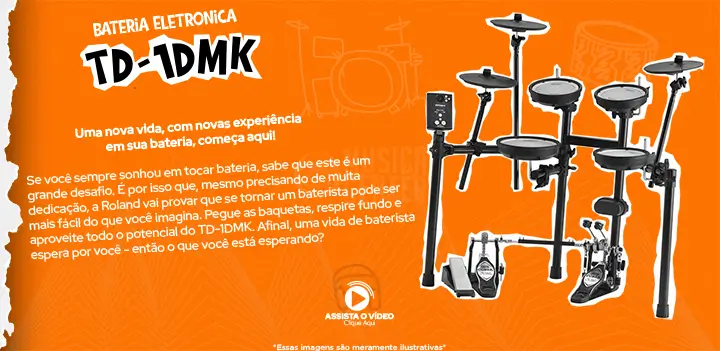 BATERIA ELETRONICA
TD-1DMK
Uma nova vida, com novas experiência
em sua bateria, começa aqui!
Se você sempre sonhou em tocar bateria, sabe que este é um
grande desafio. É por isso que, mesmo precisando de muita
dedicação, a Roland vai provar que se tornar um baterista pode ser
mais fácil do que você imagina. Pegue as baquetas, respire fundo e
aproveite todo o potencial do TD-1DMK. Afinal, uma vida de baterista
espera por você - então o que você está esperando?
ASSISTA O VÍDEO
Clique Aqui
*Essas imagens são meramente ilustrativas*